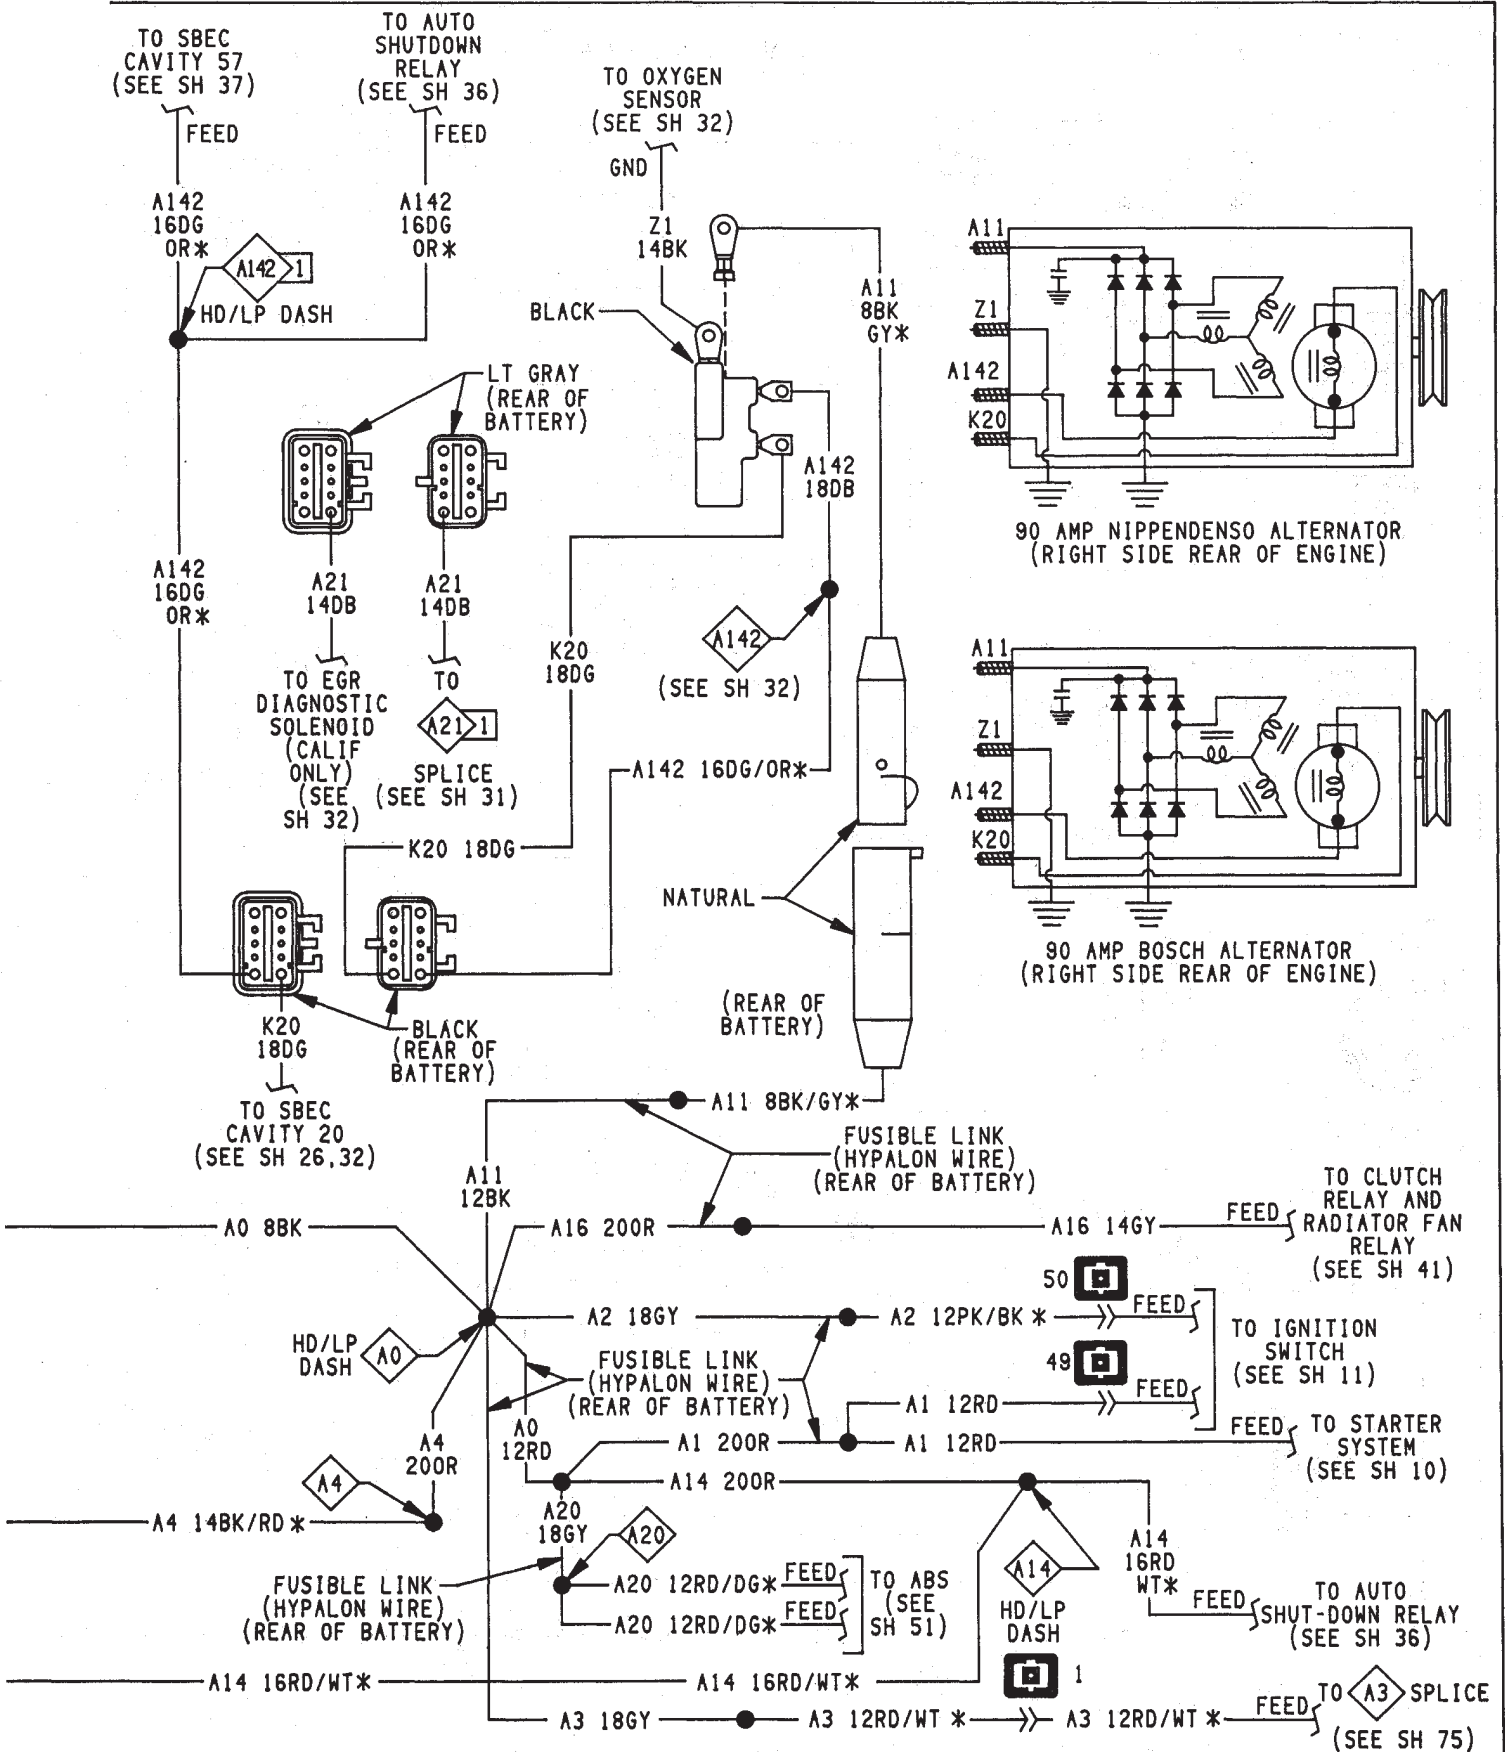 TO SBEC
CAVITY 57
(SEE SH 37)
FEED
TO AUTO
SHUTDOWN
RELAY
(SEE SH 36)
FEED
TO OXYGEN
SENSOR
(SEE SH 32)
GND
A142
16DG
OR*
A142
16DG
OR*
Z1
14BK
A142
1
HD/LP DASH
BLACK
A11
8BK
GY*
A11
Z1
A142
K20
90 AMP NIPPENDENSO ALTERNATOR
(RIGHT SIDE REAR OF ENGINE)
LT GRAY
(REAR OF
BATTERY)
A142
18DB
A142
16DG
OR*
A21
14DB
A21
14DB
TO EGR
DIAGNOSTIC
SOLENOID
(CALIF
ONLY)
(SEE
SH 32)
TO
A21
1
SPLICE
(SEE SH 31)
K20
18DG
A142
(SEE SH 32)
A142 16DG/OR*
K20 18DG
NATURAL
(REAR OF
BATTERY)
A11
Z1
A142
K20
90 AMP BOSCH ALTERNATOR
(RIGHT SIDE REAR OF ENGINE)
K20
18DG
BLACK
(REAR OF
BATTERY)
TO SBEC
CAVITY 20
(SEE SH 26,32)
A11 8BK/GY*
FUSIBLE LINK
(HYPALON WIRE)
(REAR OF BATTERY)
A11
12BK
A0 8BK
A16 20OR
A16 14GY
FEED
TO CLUTCH
RELAY AND
RADIATOR FAN
RELAY
(SEE SH 41)
50
A2 18GY
A2 12PK/BK *
FEED
HD/LP
DASH
A0
FUSIBLE LINK
(HYPALON WIRE)
(REAR OF BATTERY)
49
FEED
TO IGNITION
SWITCH
(SEE SH 11)
A1 12RD
A0
12RD
A4
20OR
A1 20OR
A1 12RD
FEED
TO STARTER
SYSTEM
(SEE SH 10)
A4
A14 20OR
A4 14BK/RD *
A20
18GY
A20
A14
A14
16RD
WT*
FUSIBLE LINK
(HYPALON WIRE)
(REAR OF BATTERY)
A20 12RD/DG*
FEED
A20 12RD/DG*
FEED
TO ABS
(SEE
SH 51)
HD/LP
DASH
FEED
TO AUTO
SHUT-DOWN RELAY
(SEE SH 36)
A14 16RD/WT*
A14 16RD/WT*
1
A3 18GY
A3 12RD/WT *
A3 12RD/WT *
FEED
TO A3 SPLICE
(SEE SH 75)